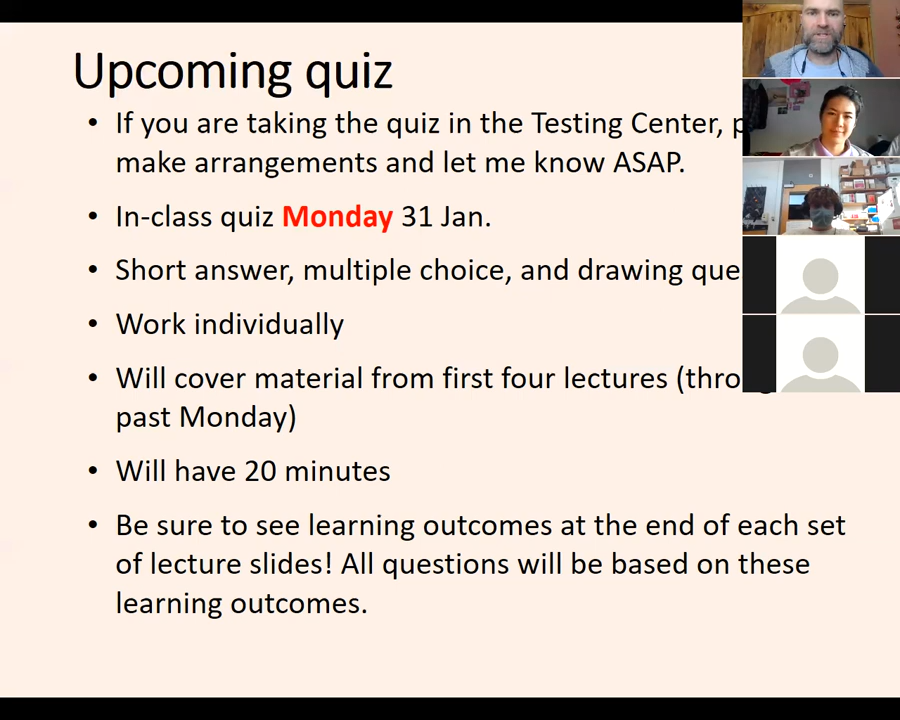 Upcoming quiz
• If you are taking the quiz in the Testing Center,
make arrangements and let me know ASAP.
• In-class quiz Monday 31 Jan.
• Short answer, multiple choice, and drawing
• Work individually
• Will cover material from first four lectures
past Monday)
• Will have 20 minutes
• Be sure to see learning outcomes at the end of each set
of lecture slides! All questions will be based on these
learning outcomes.